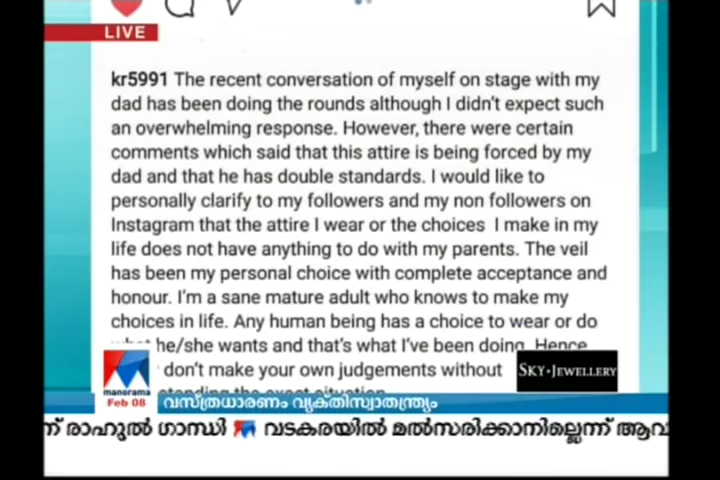 LIVE
kr5991 The recent conversation of myself on stage with my
dad has been doing the rounds although I didn't expect such
an overwhelming response. However, there were certain
comments which said that this attire is being forced by my
dad and that he has double standards. I would like to
personally clarify to my followers and my non followers on
Instagram that the attire I wear or the choices I make in my
life does not have anything to do with my parents. The veil
has been my personal choice with complete acceptance and
honour. I'm a sane mature adult who knows to make my
choices in life. Any human being has a choice to wear or do
what he/she wants and that's what I've been doing. Hence
don't make your own judgements without
SKY-JEWELLERY
manorama
Feb 08
വസ്ത്രധാരണം വ്യക്തിസ്വാതന്ത്ര്യം
ന് രാഹുൽ ഗാന്ധി വടകരയിൽ മൽസരിക്കാനില്ലെന്ന് ആവ